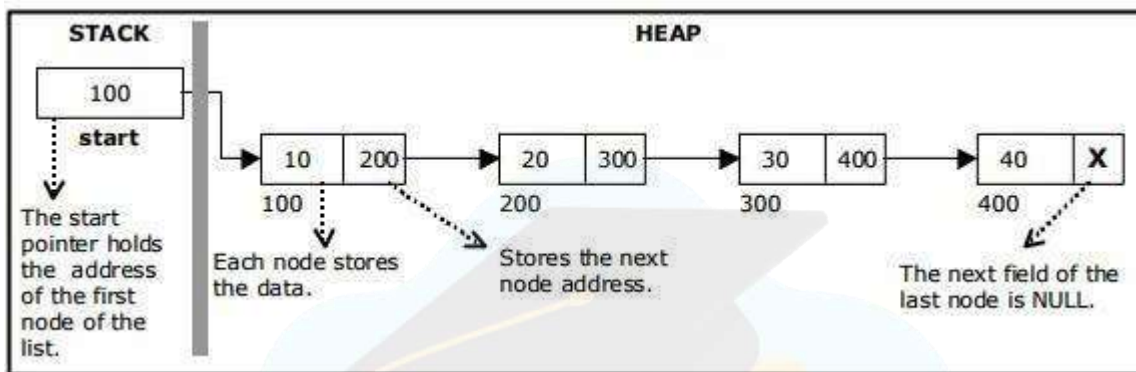 STACK
HEAP
100
start
10 200
20 300
30 400
40 X
100
200
300
400
The start
pointer holds
the address
of the first
node of the
list.
Each node stores
the data.
Stores the next
node address.
The next field of the
last node is NULL.